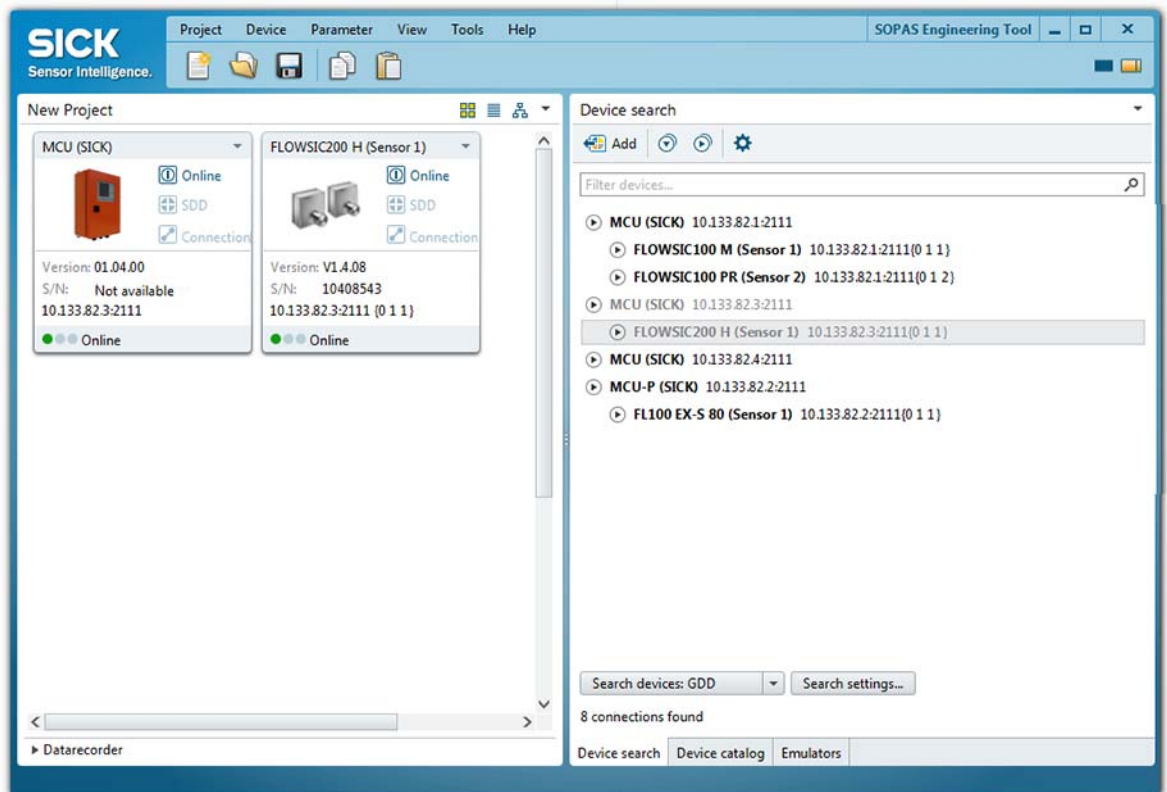 SICK
Sensor Intelligence.
Project Device Parameter View Tools Help
SOPAS Engineering Tool
New Project
MCU (SICK)
Online
SDD
Connection
Version: 01.04.00
S/N: Not available
10.133.82.3:2111
Online
FLOWSIC200 H (Sensor 1)
Online
SDD
Connection
Version: V1.4.08
S/N: 10408543
10.133.82.3:2111 {0 1 1}
Online
Datarecorder
Device search
Add
Filter devices...
MCU (SICK) 10.133.82.1:2111
FLOWSIC100 M (Sensor 1) 10.133.82.1:2111{0 1 1}
FLOWSIC100 PR (Sensor 2) 10.133.82.1:2111{0 1 2}
MCU (SICK) 10.133.82.3:2111
FLOWSIC200 H (Sensor 1) 10.133.82.3:2111{0 1 1}
MCU (SICK) 10.133.82.4:2111
MCU-P (SICK) 10.133.82.2:2111
FL100 EX-S 80 (Sensor 1) 10.133.82.2:2111{0 1 1}
Search devices: GDD Search settings...
8 connections found
Device search Device catalog Emulators